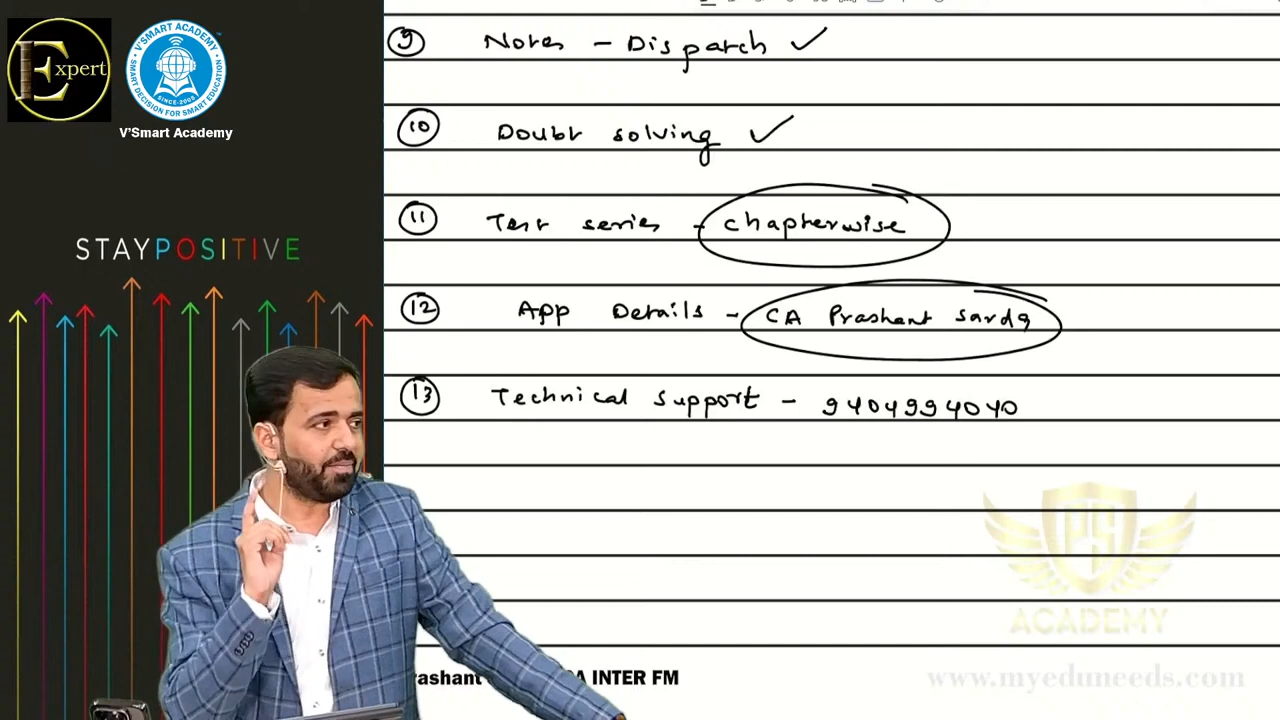 Expert
V'SMART ACADEMY
SMART DECISION FOR SMART EDUCATION
SINCE-2005
V'Smart Academy
STAYPOSITIVE
9 Notes - Dispatch ✓
10 Doubt solving ✓
11 Test series - chapterwise
12 App Details - CA Prashant Sarda
13 Technical support - 9404994040
PS
ACADEMY
INTER FM
www.myeduneeds.com